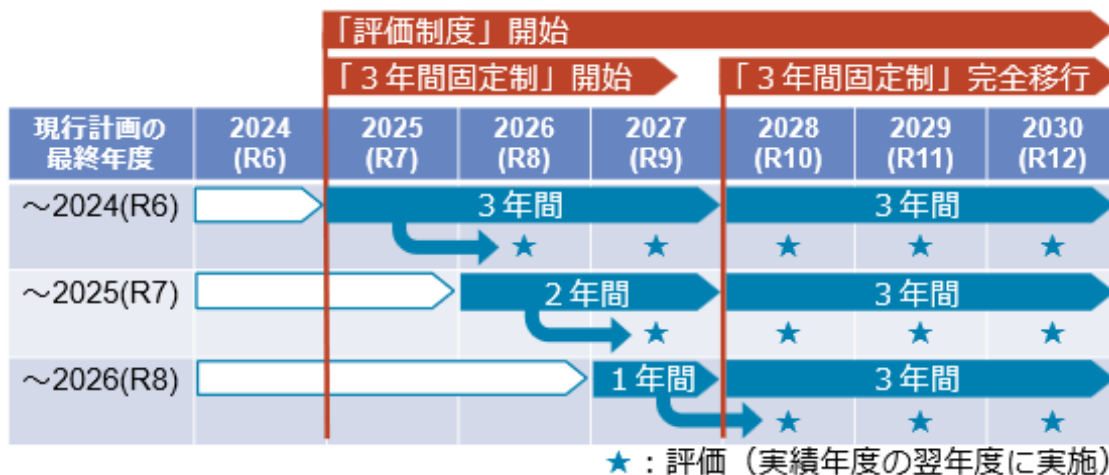 「評価制度」開始
「３年間固定制」開始
「３年間固定制」完全移行
現行計画の
最終年度
2024
(R6)
2025
(R7)
2026
(R8)
2027
(R9)
2028
(R10)
2029
(R11)
2030
(R12)
～2024(R6)
３年間
３年間
★ ★ ★ ★ ★
～2025(R7)
２年間
３年間
★ ★ ★ ★
～2026(R8)
１年間
３年間
★ ★ ★
★：評価（実績年度の翌年度に実施）